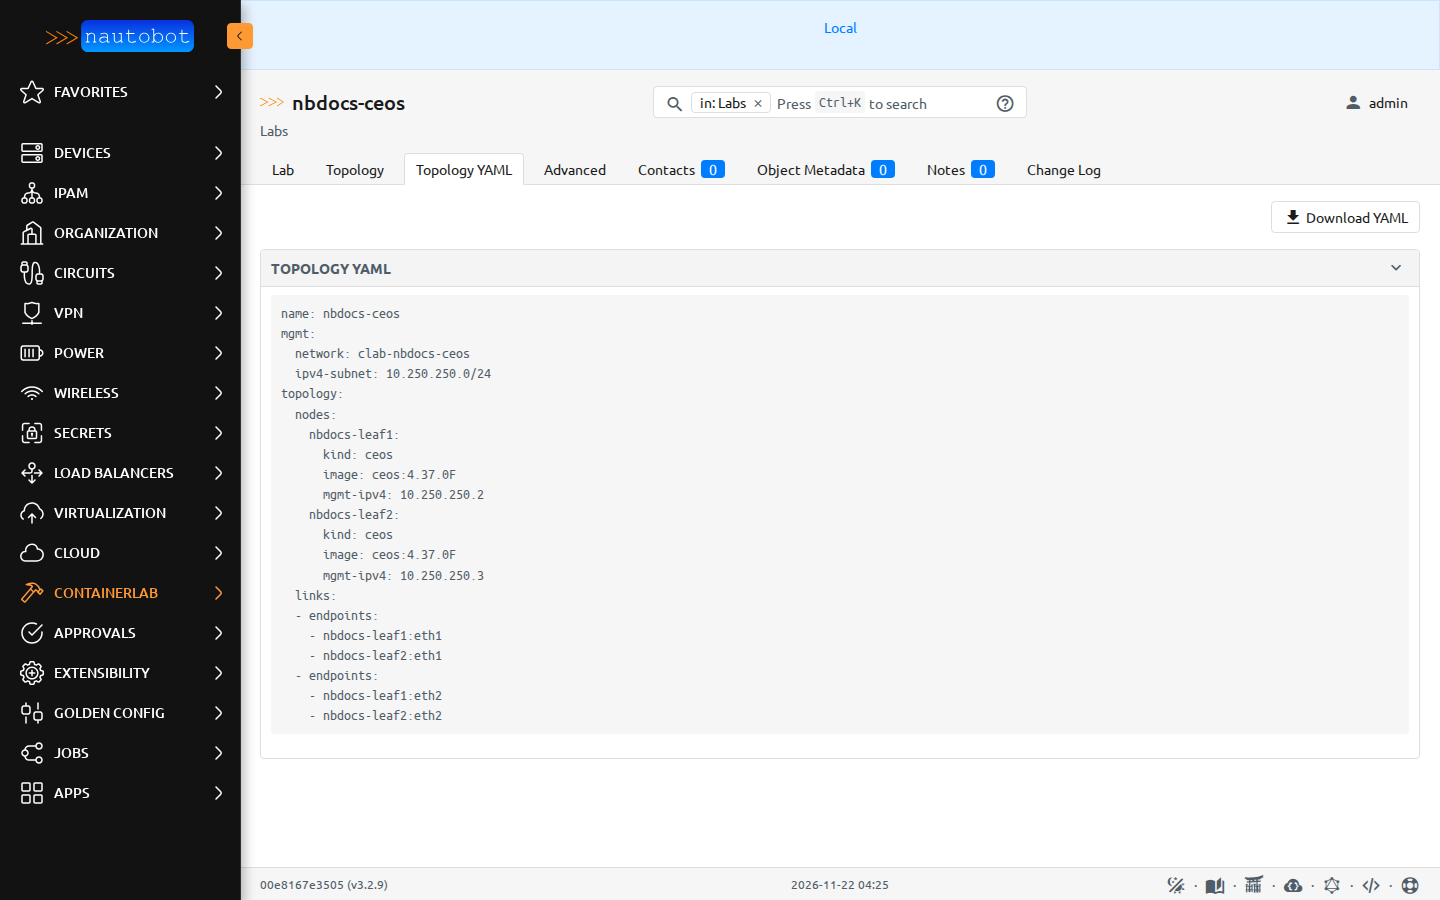 Local
nautobot
FAVORITES
DEVICES
IPAM
ORGANIZATION
CIRCUITS
VPN
POWER
WIRELESS
SECRETS
LOAD BALANCERS
VIRTUALIZATION
CLOUD
CONTAINERLAB
APPROVALS
EXTENSIBILITY
GOLDEN CONFIG
JOBS
APPS
nbdocs-ceos
in: Labs × Press Ctrl+K to search
admin
Labs
Lab Topology Topology YAML Advanced Contacts 0 Object Metadata 0 Notes 0 Change Log
Download YAML
TOPOLOGY YAML
name: nbdocs-ceos
mgmt:
  network: clab-nbdocs-ceos
  ipv4-subnet: 10.250.250.0/24
topology:
  nodes:
    nbdocs-leaf1:
      kind: ceos
      image: ceos:4.37.0F
      mgmt-ipv4: 10.250.250.2
    nbdocs-leaf2:
      kind: ceos
      image: ceos:4.37.0F
      mgmt-ipv4: 10.250.250.3
  links:
  - endpoints:
    - nbdocs-leaf1:eth1
    - nbdocs-leaf2:eth1
  - endpoints:
    - nbdocs-leaf1:eth2
    - nbdocs-leaf2:eth2
00e8167e3505 (v3.2.9)
2026-11-22 04:25